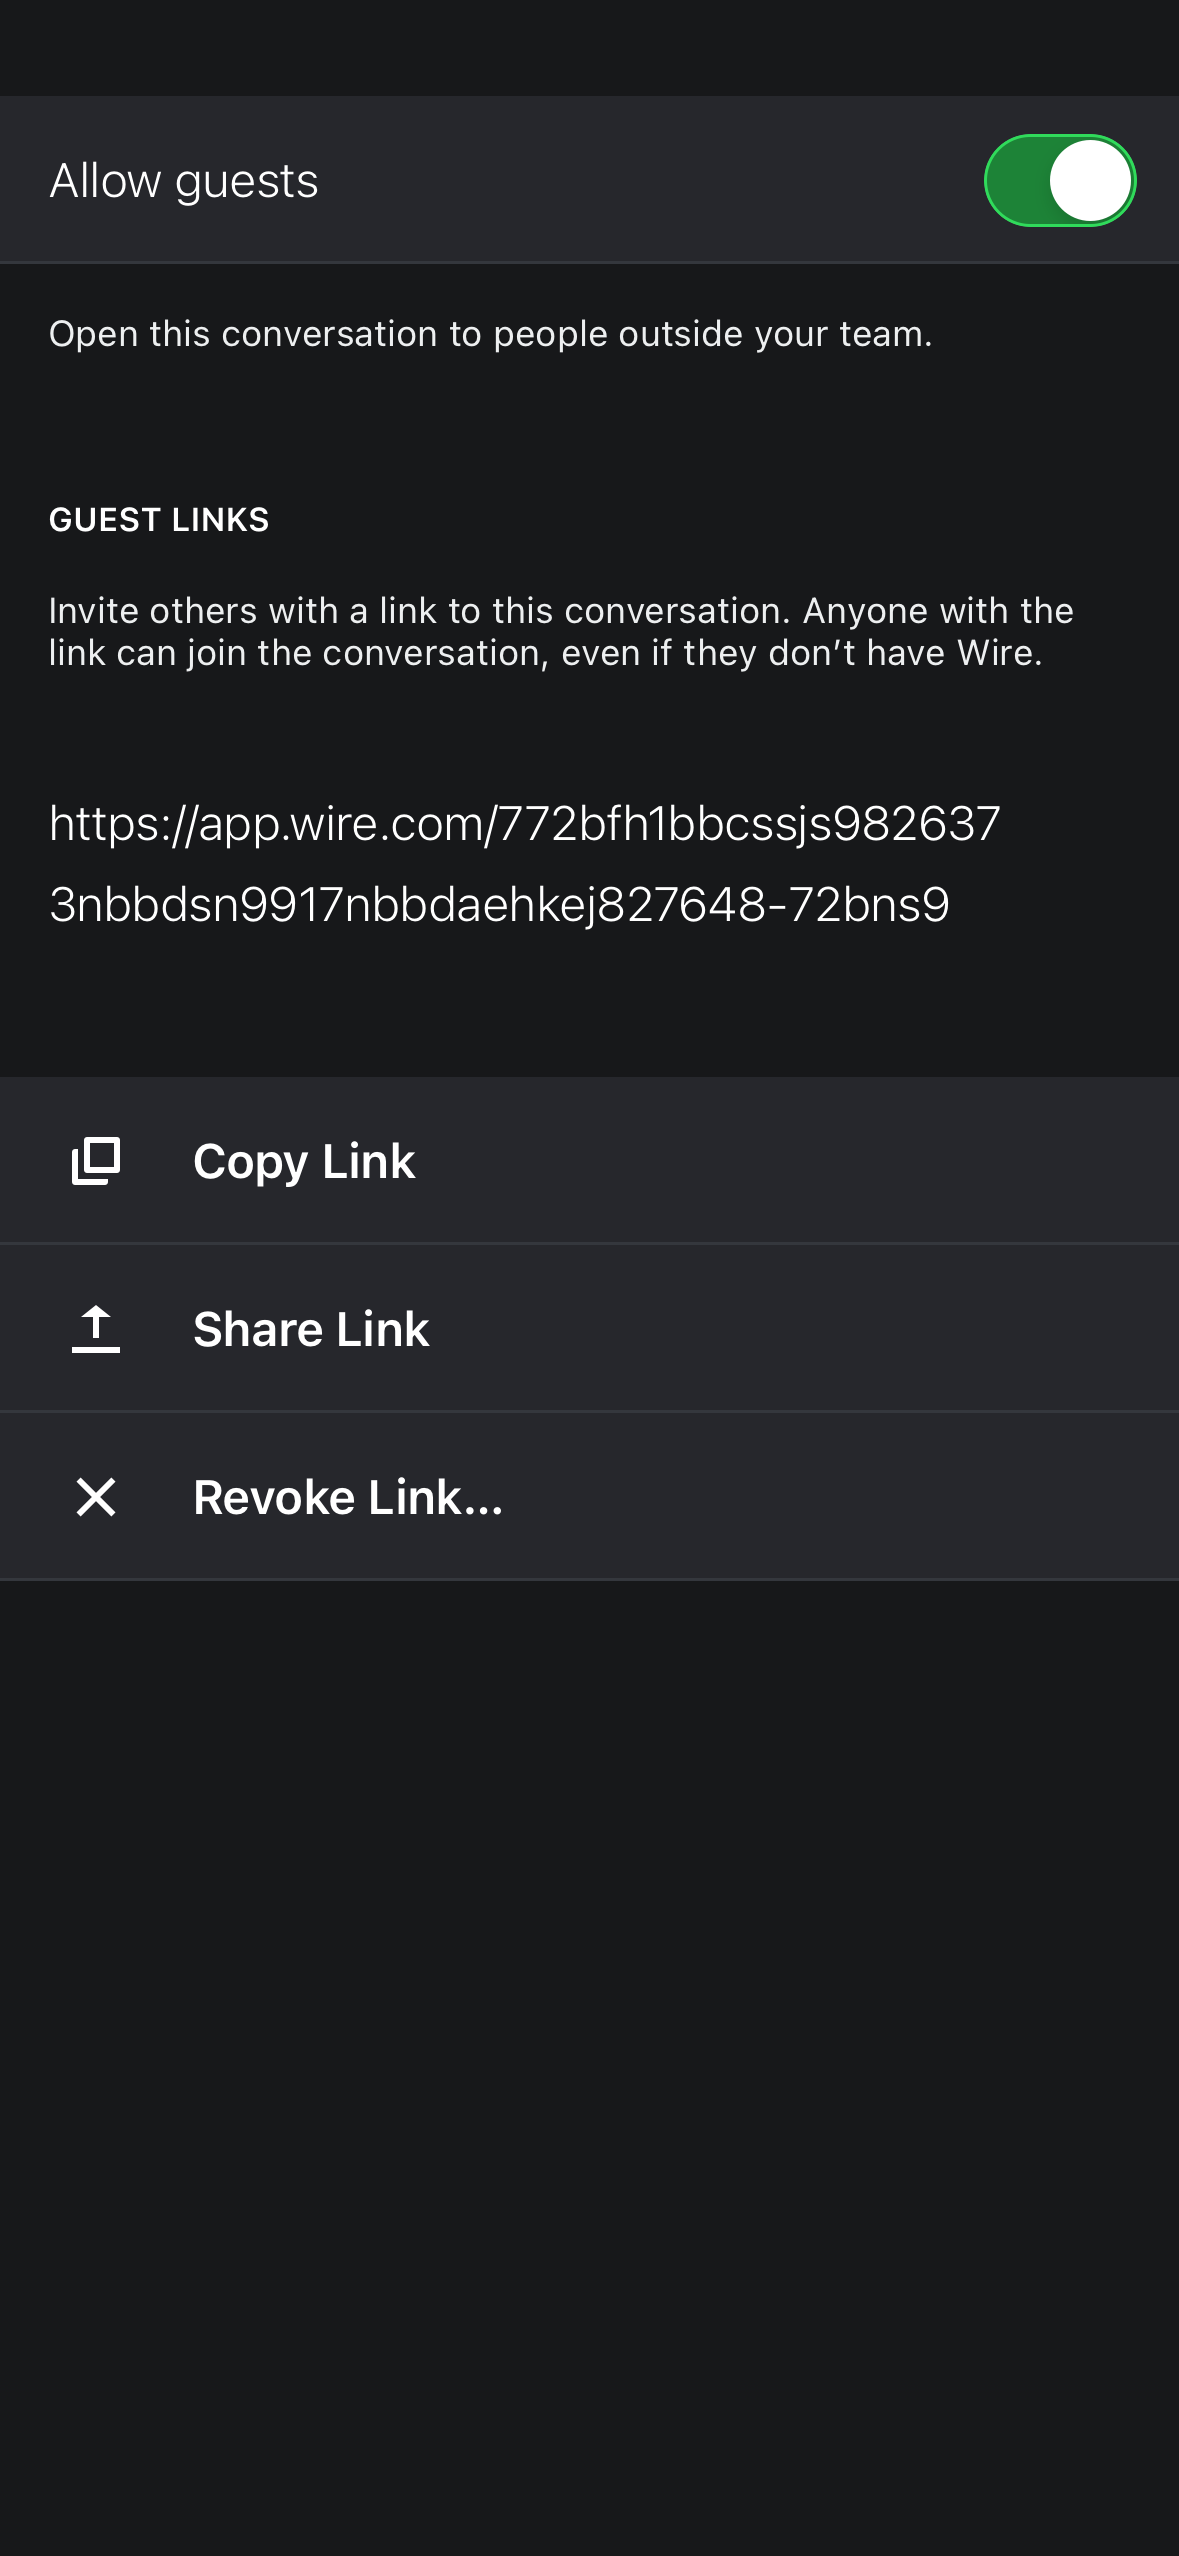 Allow guests
Open this conversation to people outside your team.
GUEST LINKS
Invite others with a link to this conversation. Anyone with the
link can join the conversation, even if they don’t have Wire.
https://app.wire.com/772bfh1bbcssjs982637
3nbbdsn9917nbbdaehkej827648-72bns9
Copy Link
Share Link
Revoke Link...